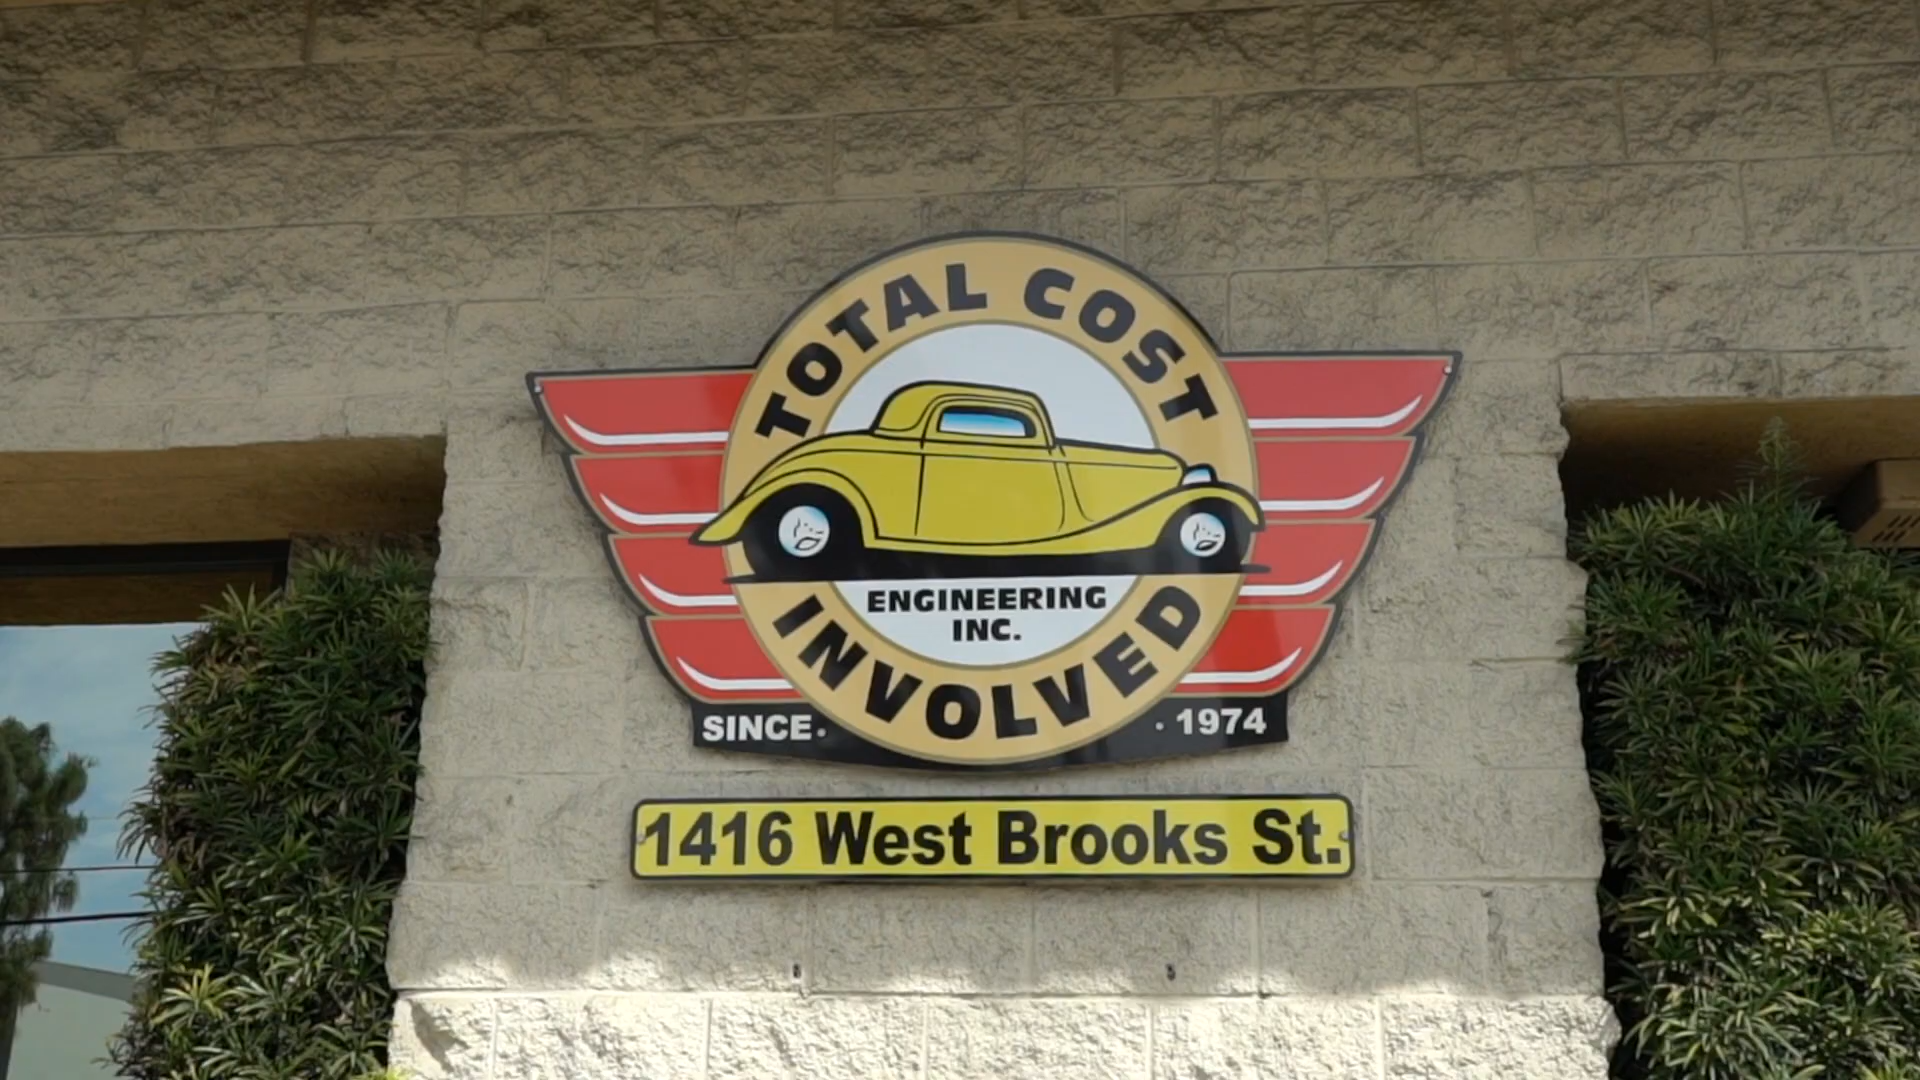 TOTAL COST
ENGINEERING
INC.
INVOLVED
SINCE · · 1974
1416 West Brooks St.